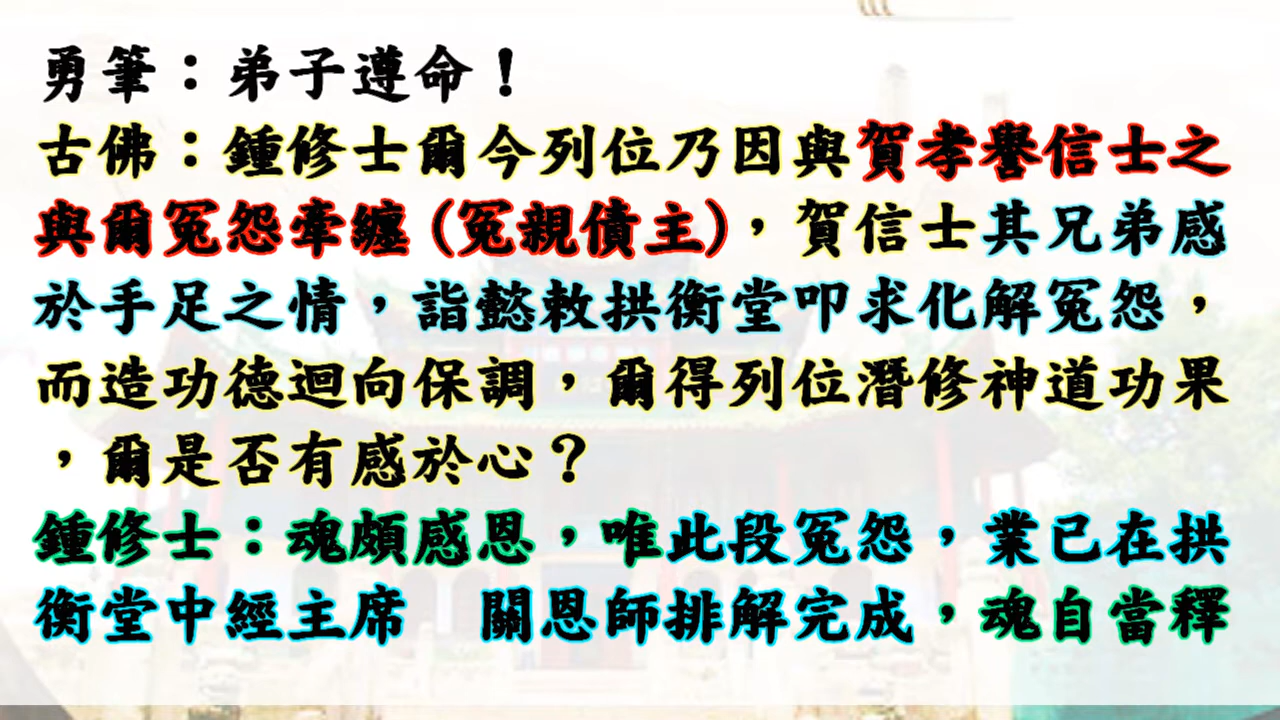 勇筆：弟子遵命！
古佛：鍾修士爾今列位乃因與賀孝譽信士之
與爾冤怨牽纏(冤親債主)，賀信士其兄弟感
於手足之情，詣懿敕拱衡堂叩求化解冤怨，
而造功德迴向保調，爾得列位潛修神道功果
，爾是否有感於心？
鍾修士：魂頗感恩，唯此段冤怨，業已在拱
衡堂中經主席　關恩師排解完成，魂自當釋